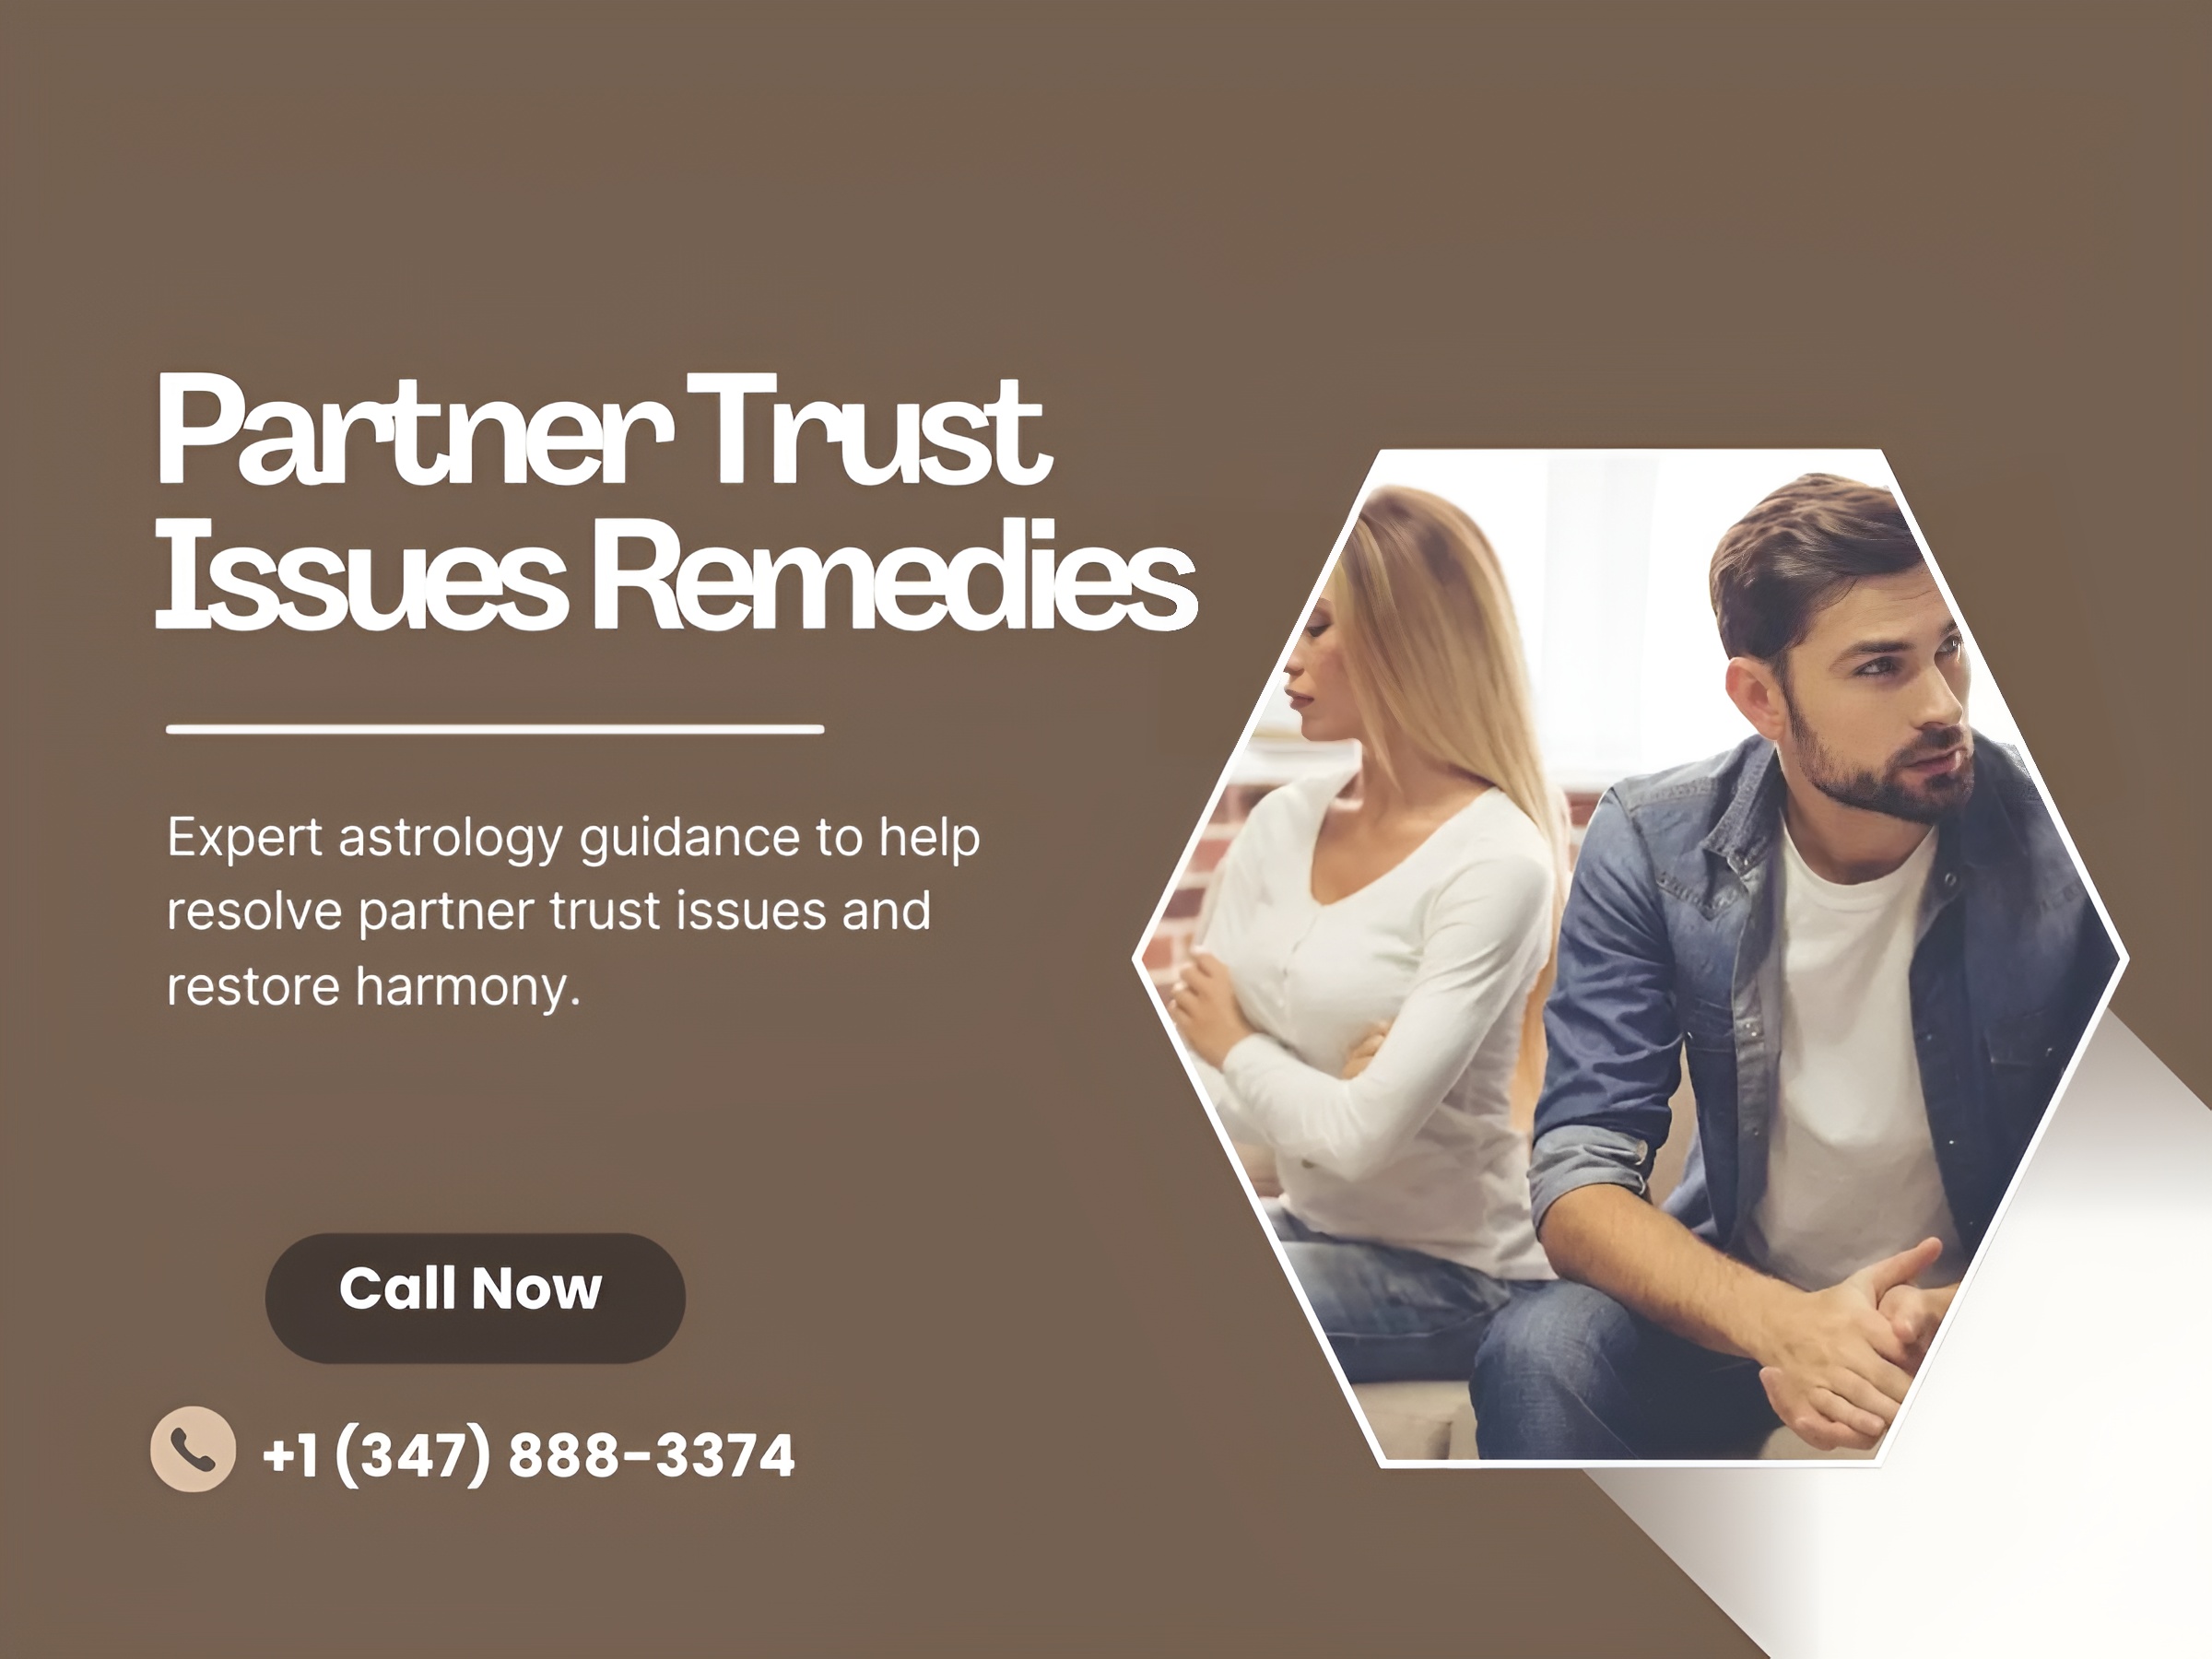 Partner Trust
Issues Remedies
Expert astrology guidance to help
resolve partner trust issues and
restore harmony.
Call Now
+1 (347) 888-3374